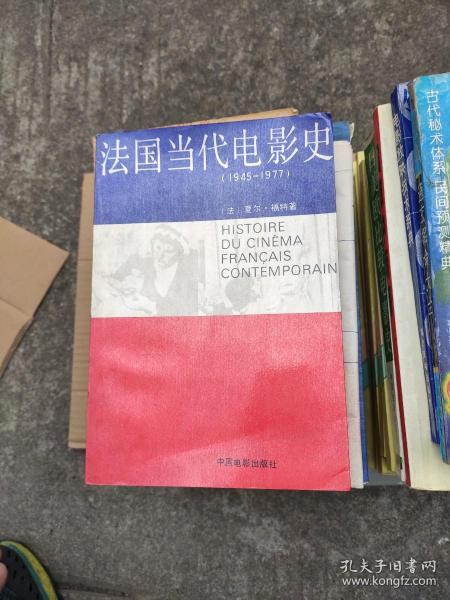 法国当代电影史
(1945-1977)
〔法〕夏尔·福特著
HISTOIRE
DU CINÉMA
FRANÇAIS
CONTEMPORAIN
中国电影出版社
古代秘术体系 民间预测精典
孔夫子旧书网
www.kongfz.com